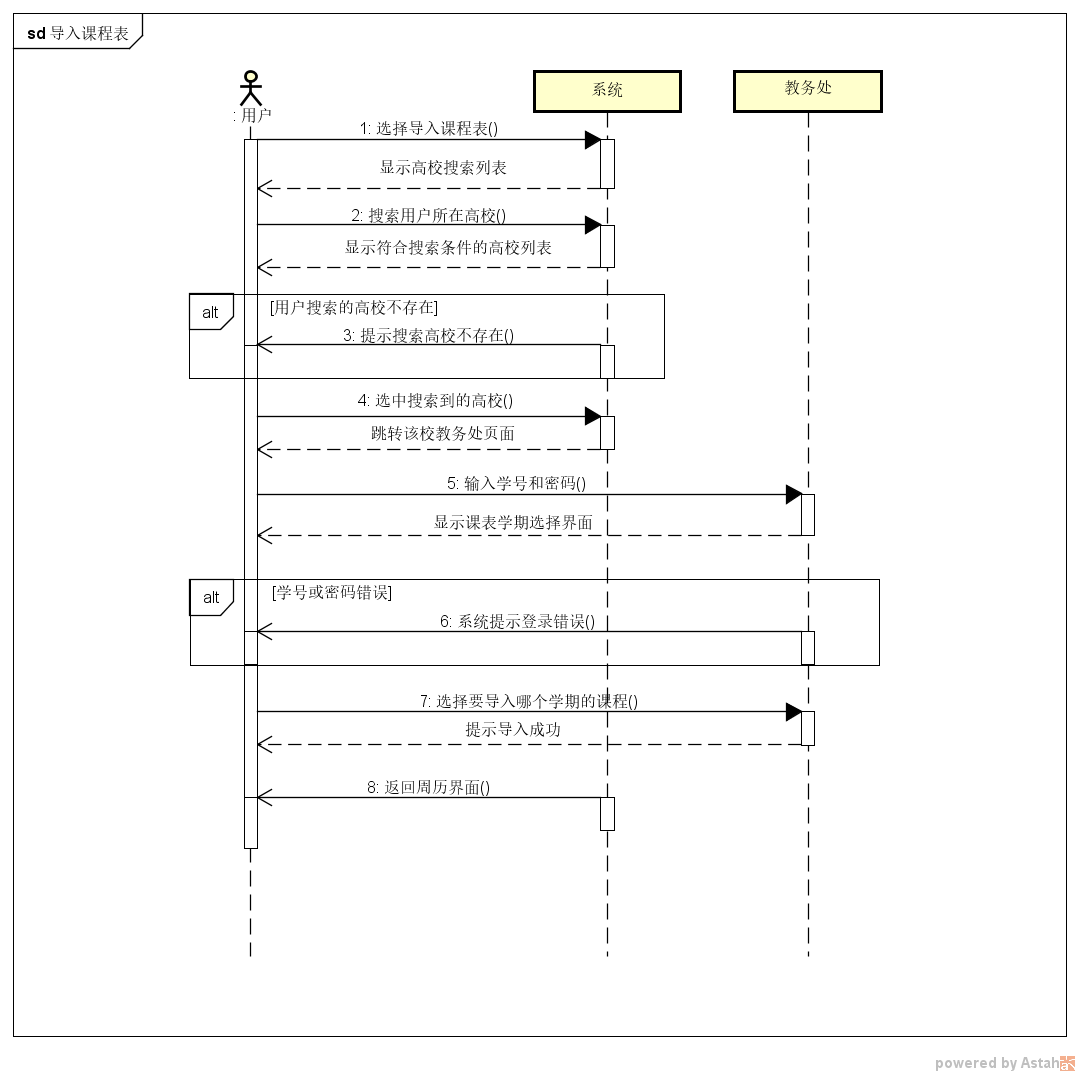 sd 导入课程表
: 用户
系统
教务处
1: 选择导入课程表()
显示高校搜索列表
2: 搜索用户所在高校()
显示符合搜索条件的高校列表
alt
[用户搜索的高校不存在]
3: 提示搜索高校不存在()
4: 选中搜索到的高校()
跳转该校教务处页面
5: 输入学号和密码()
显示课表学期选择界面
alt
[学号或密码错误]
6: 系统提示登录错误()
7: 选择要导入哪个学期的课程()
提示导入成功
8: 返回周历界面()
powered by Astah